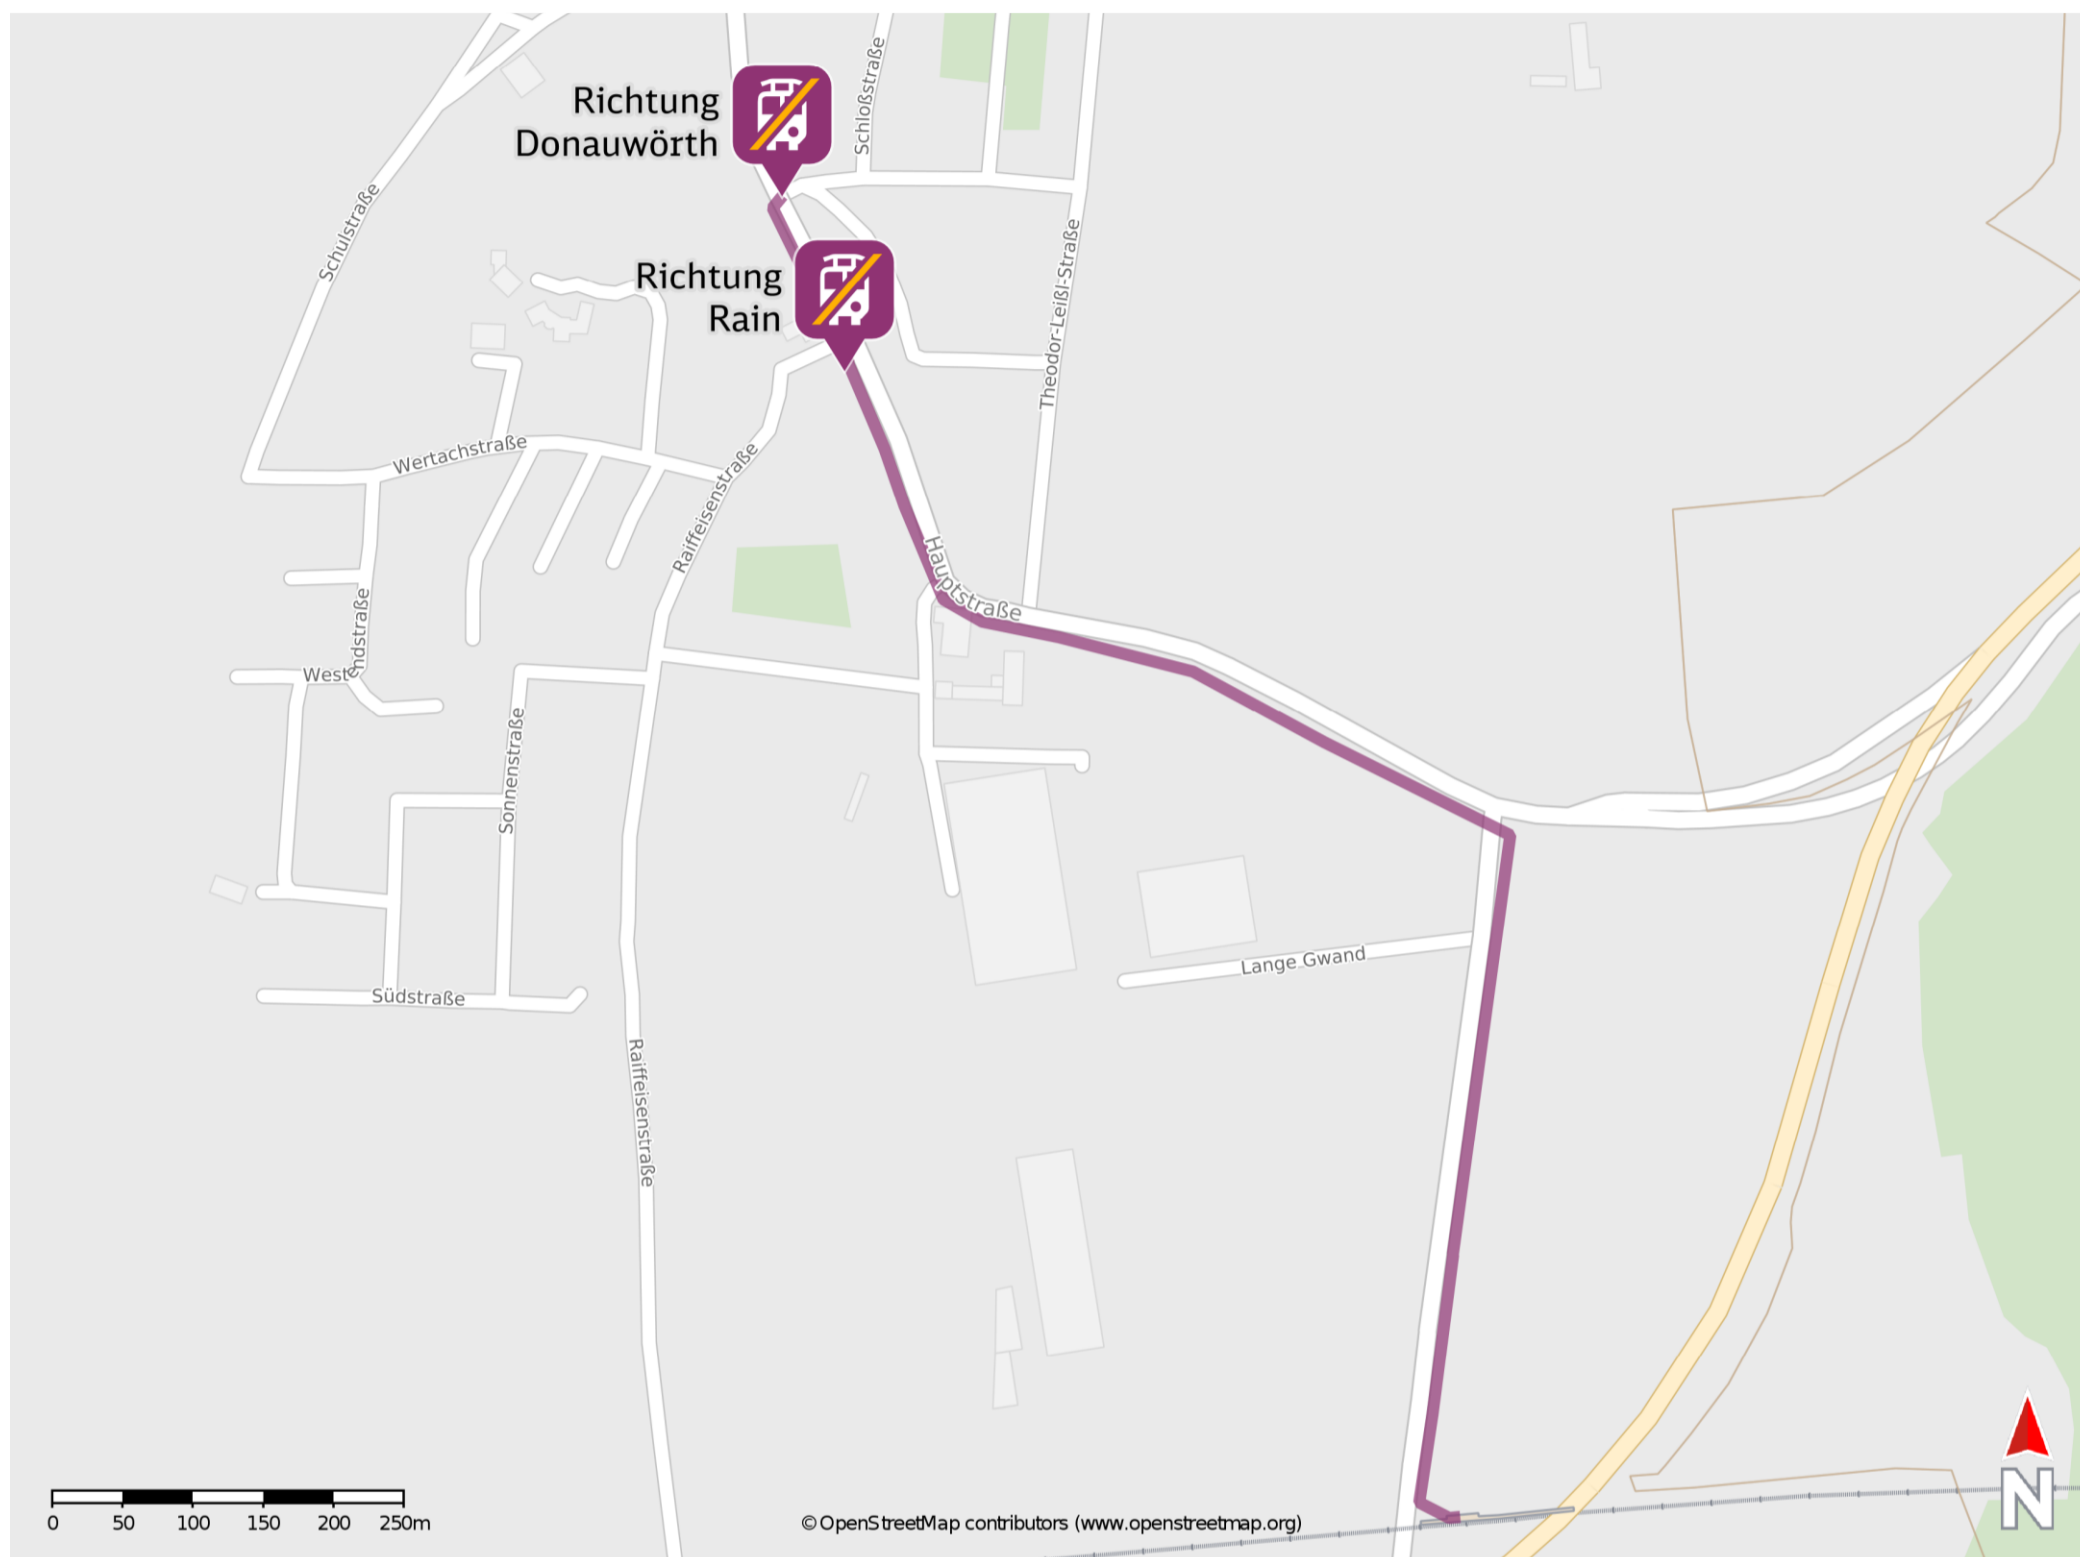 Richtung
Donauwörth
Schloßstraße
Schulstraße
Richtung
Rain
Theodor-Leißl-Straße
Wertachstraße
Raiffeisenstraße
Hauptstraße
Westendstraße
Sonnenstraße
Lange Gwand
Südstraße
Raiffeisenstraße
0 50 100 150 200 250m
© OpenStreetMap contributors (www.openstreetmap.org)
N